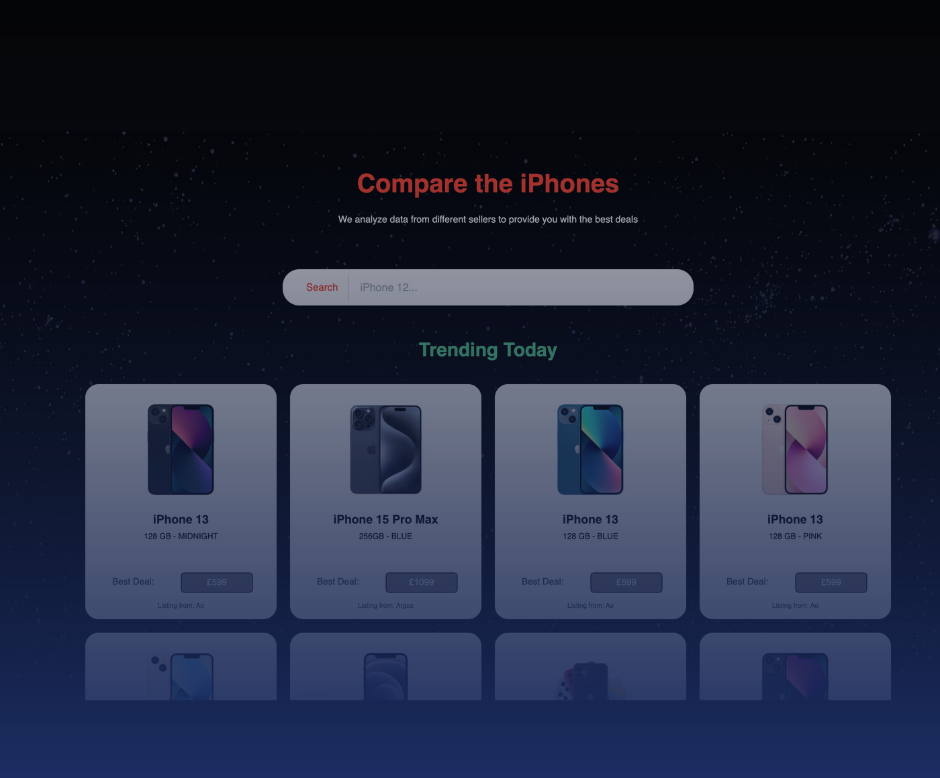 Compare the iPhones
We analyze data from different sellers to provide you with the best deals
Search iPhone 12...
Trending Today
iPhone 13
128 GB - MIDNIGHT
Best Deal: £599
Listing from: Ao
iPhone 15 Pro Max
256GB - BLUE
Best Deal: £1099
Listing from: Argos
iPhone 13
128 GB - BLUE
Best Deal: £599
Listing from: Ao
iPhone 13
128 GB - PINK
Best Deal: £599
Listing from: Ao